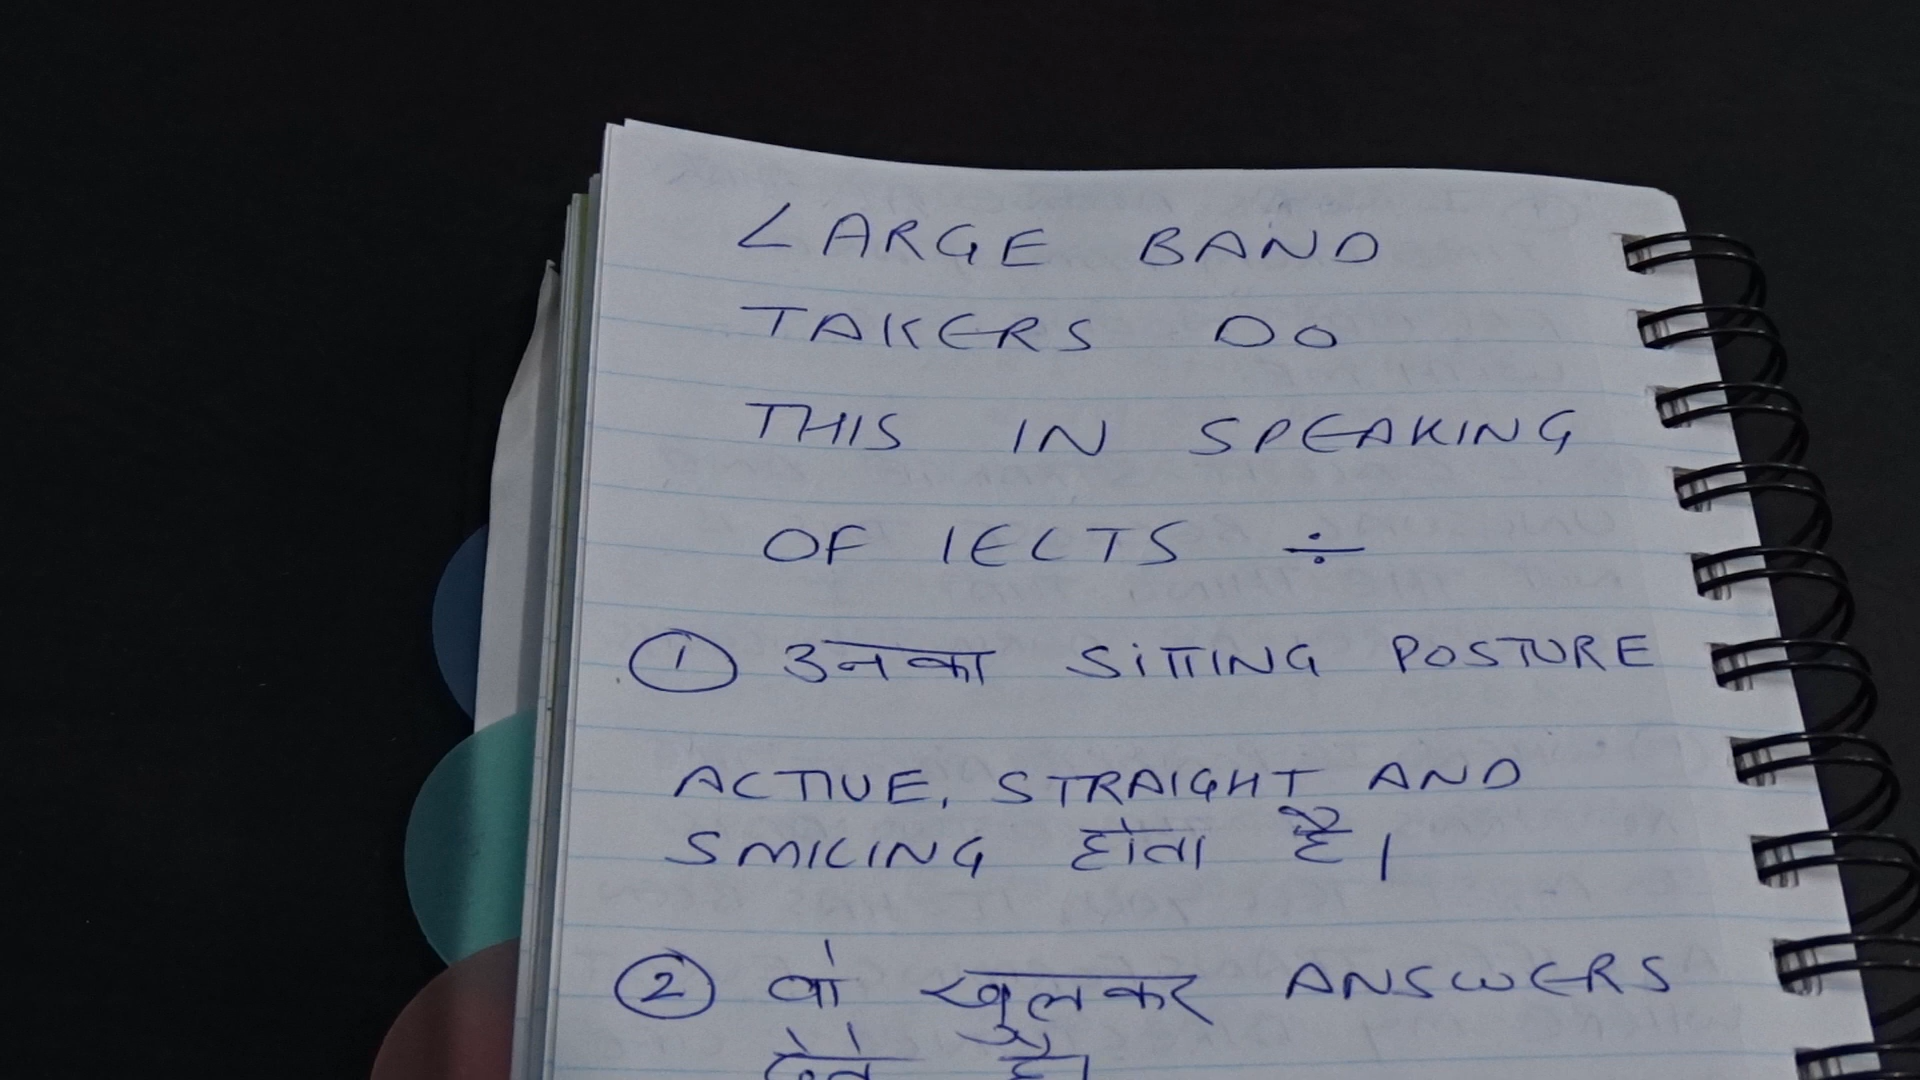 LARGE BAND
TAKERS DO
THIS IN SPEAKING
OF IELTS ÷
① उनका SITTING POSTURE
ACTIVE, STRAIGHT AND
SMILING होता है।
② वो खुलकर ANSWERS
देते हैं।